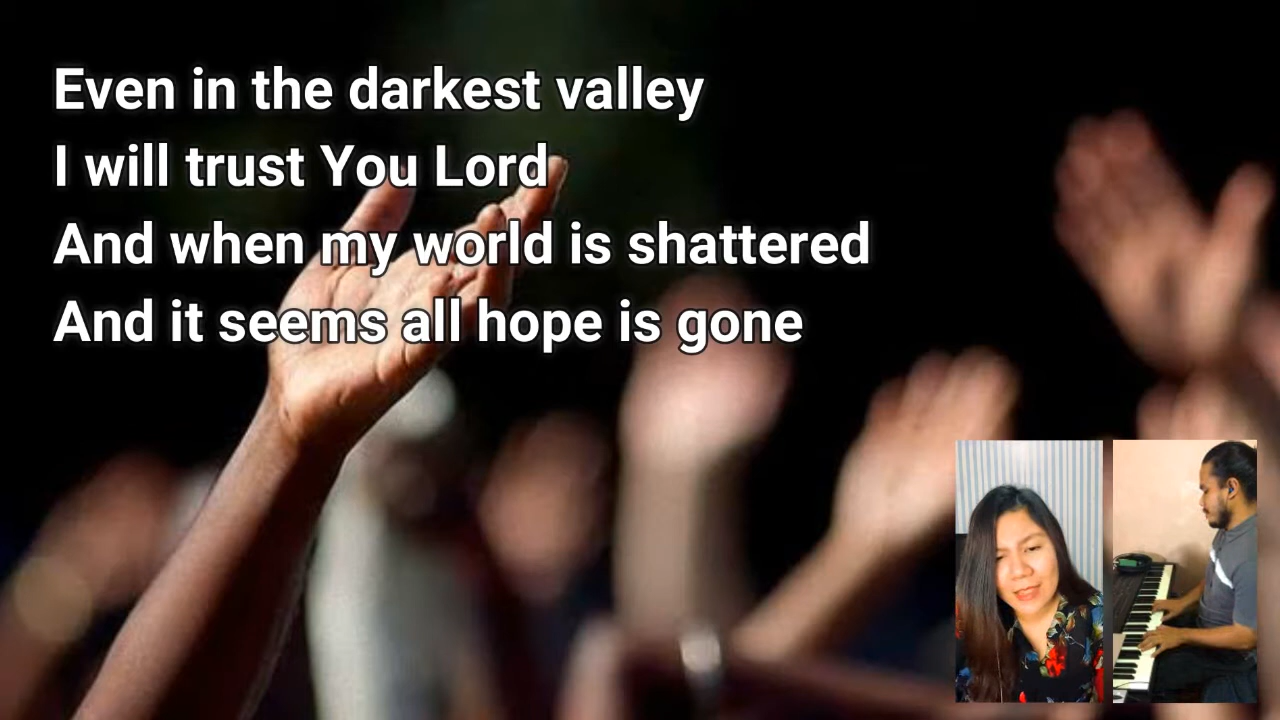 Even in the darkest valley
I will trust You Lord
And when my world is shattered
And it seems all hope is gone